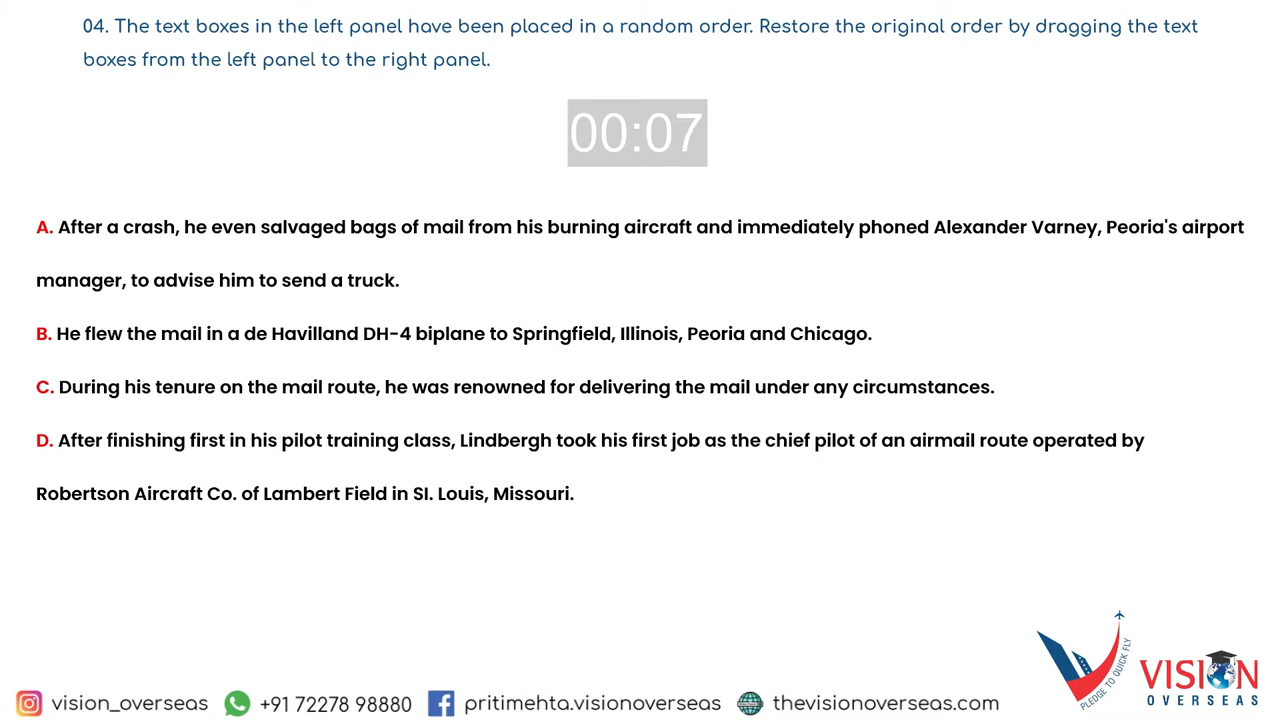 04. The text boxes in the left panel have been placed in a random order. Restore the original order by dragging the text
boxes from the left panel to the right panel.
00:07
A. After a crash, he even salvaged bags of mail from his burning aircraft and immediately phoned Alexander Varney, Peoria's airport
manager, to advise him to send a truck.
B. He flew the mail in a de Havilland DH-4 biplane to Springfield, Illinois, Peoria and Chicago.
C. During his tenure on the mail route, he was renowned for delivering the mail under any circumstances.
D. After finishing first in his pilot training class, Lindbergh took his first job as the chief pilot of an airmail route operated by
Robertson Aircraft Co. of Lambert Field in SI. Louis, Missouri.
PLEDGE TO QUICK FLY
VISION
OVERSEAS
vision_overseas +91 72278 98880 pritimehta.visionoverseas thevisionoverseas.com